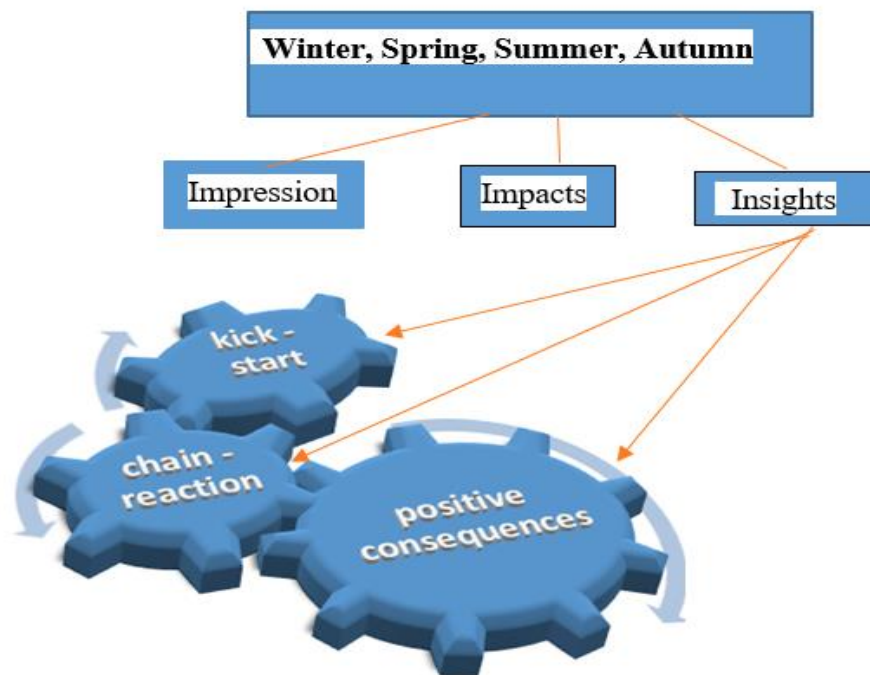 Winter, Spring, Summer, Autumn
Impression
Impacts
Insights
kick -
start
chain -
reaction
positive
consequences